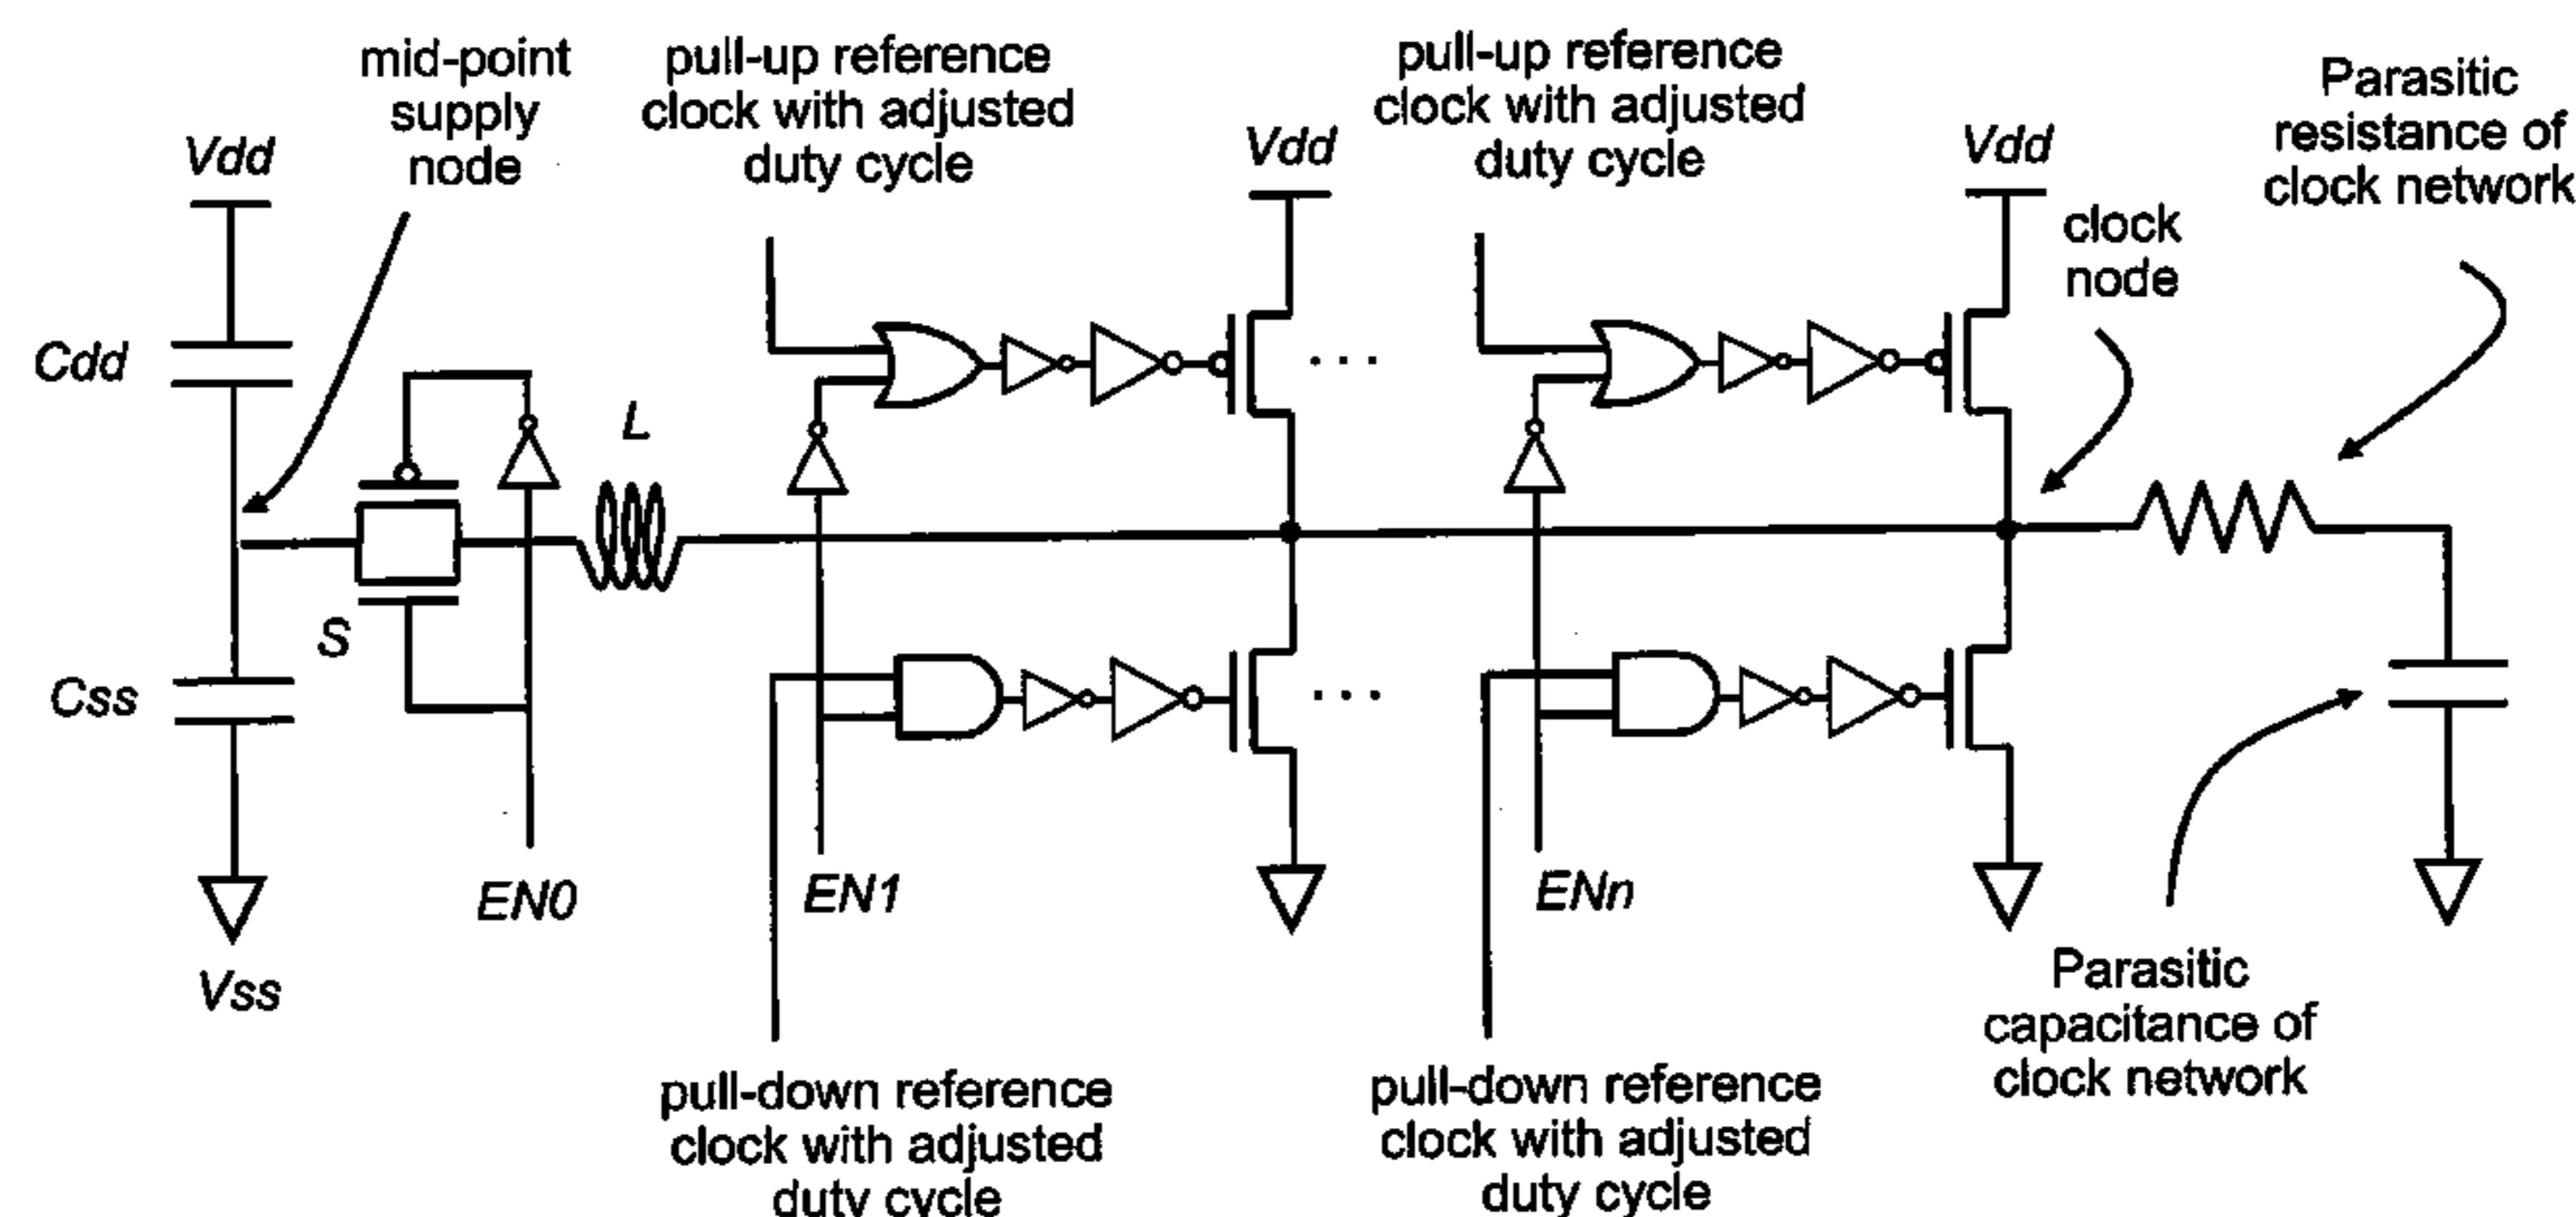 mid-point
supply
node
pull-up reference
clock with adjusted
duty cycle
pull-up reference
clock with adjusted
duty cycle
Parasitic
resistance of
clock network
Vdd
Vdd
Vdd
clock
node
Cdd
L
...
S
Css
...
EN0
EN1
ENn
Vss
Parasitic
capacitance of
clock network
pull-down reference
clock with adjusted
duty cycle
pull-down reference
clock with adjusted
duty cycle